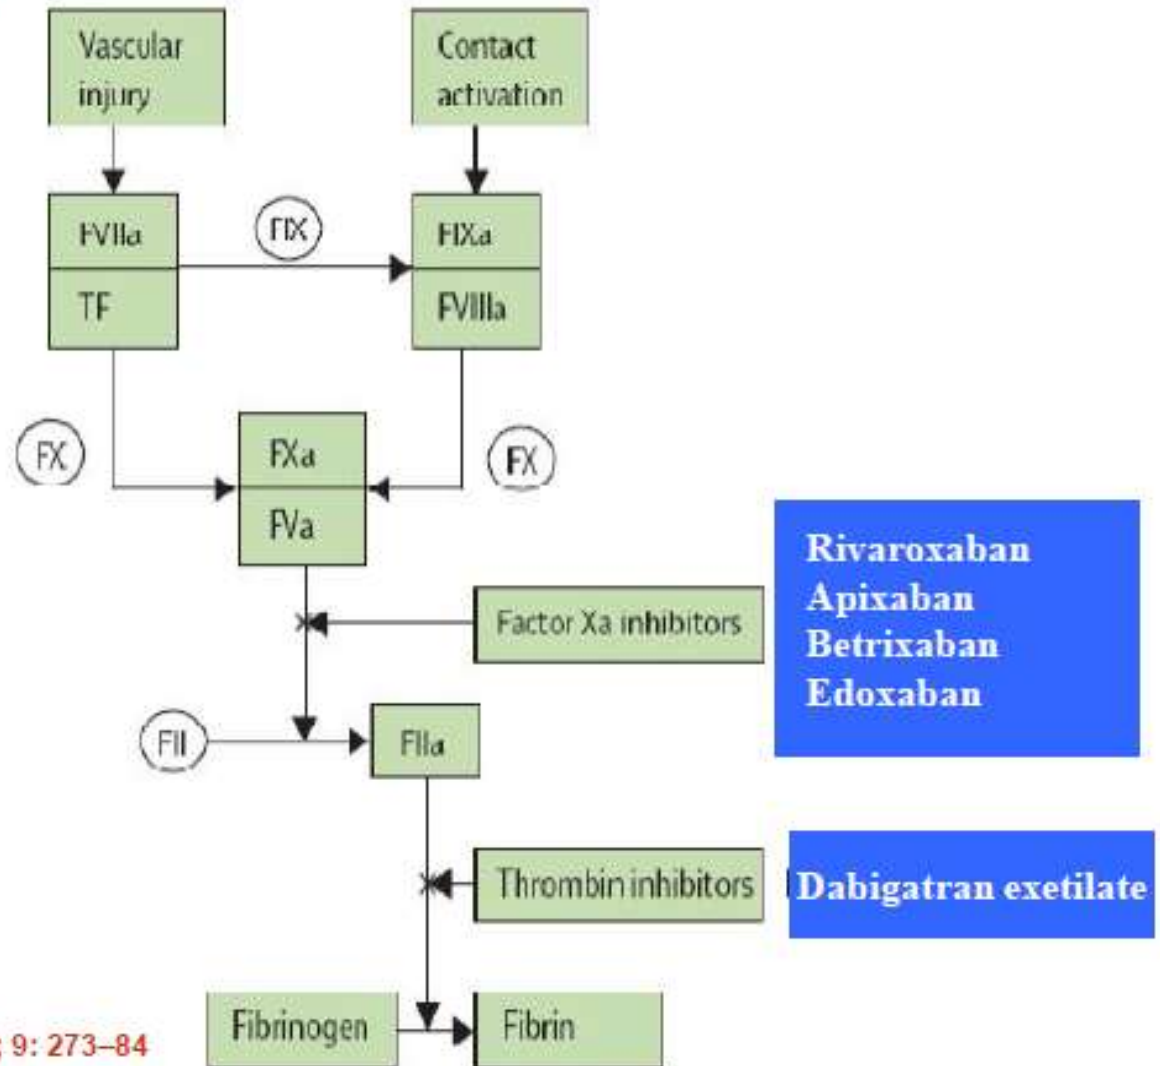 Vascular
injury
Contact
activation
FVIIa
FIX
FIXa
TF
FVIIIa
FX
FXa
FX
FVa
Rivaroxaban
Apixaban
Betrixaban
Edoxaban
Factor Xa inhibitors
FII
FIIa
Thrombin inhibitors
Dabigatran exetilate
Fibrinogen
Fibrin
; 9: 273–84